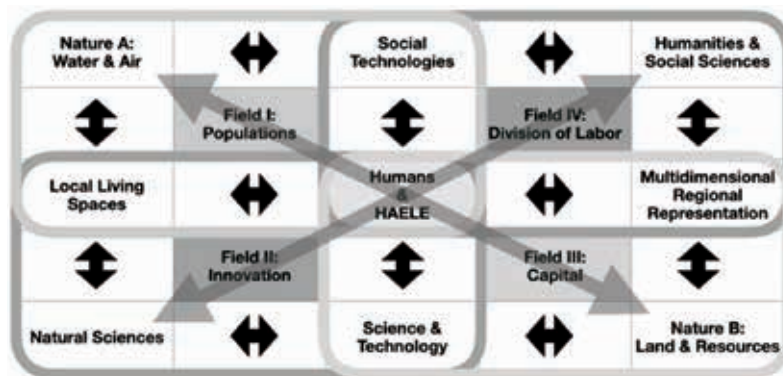 Nature A:
Water & Air
Social
Technologies
Humanities &
Social Sciences
Field I:
Populations
Field IV:
Division of Labor
Local Living
Spaces
Humans
&
HAELE
Multidimensional
Regional
Representation
Field II:
Innovation
Field III:
Capital
Natural Sciences
Science &
Technology
Nature B:
Land & Resources